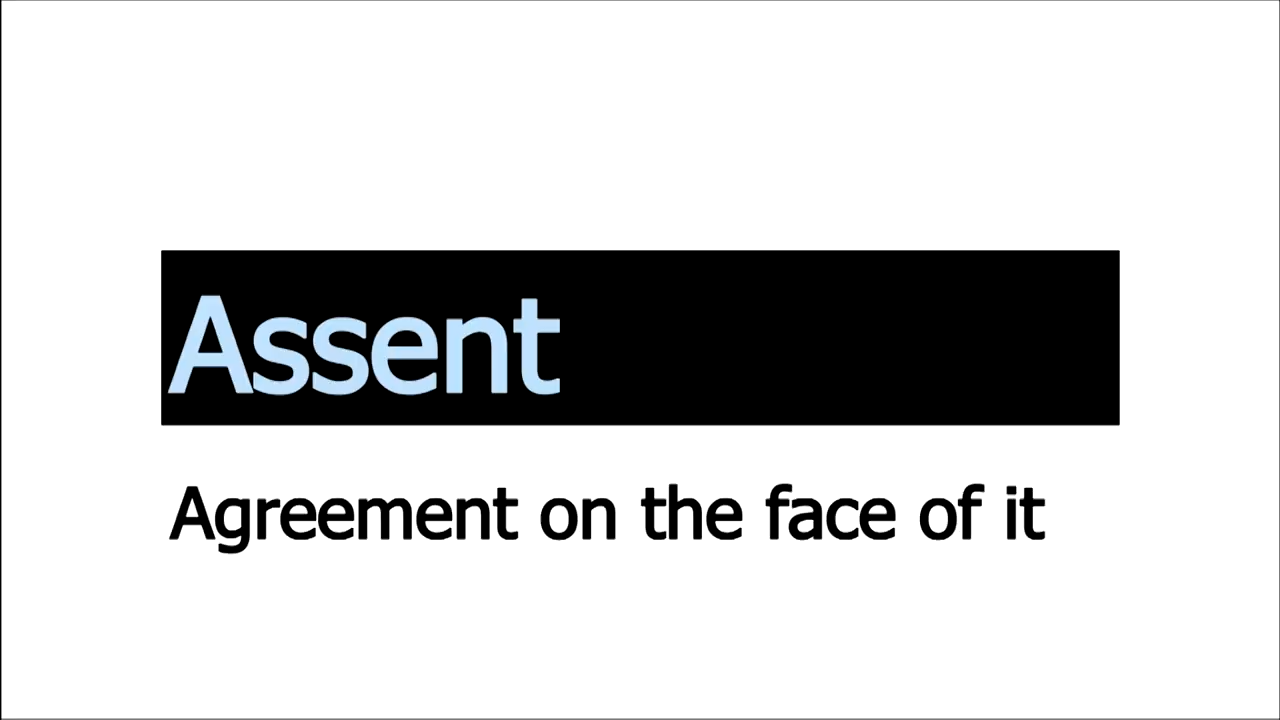 Assent
Agreement on the face of it